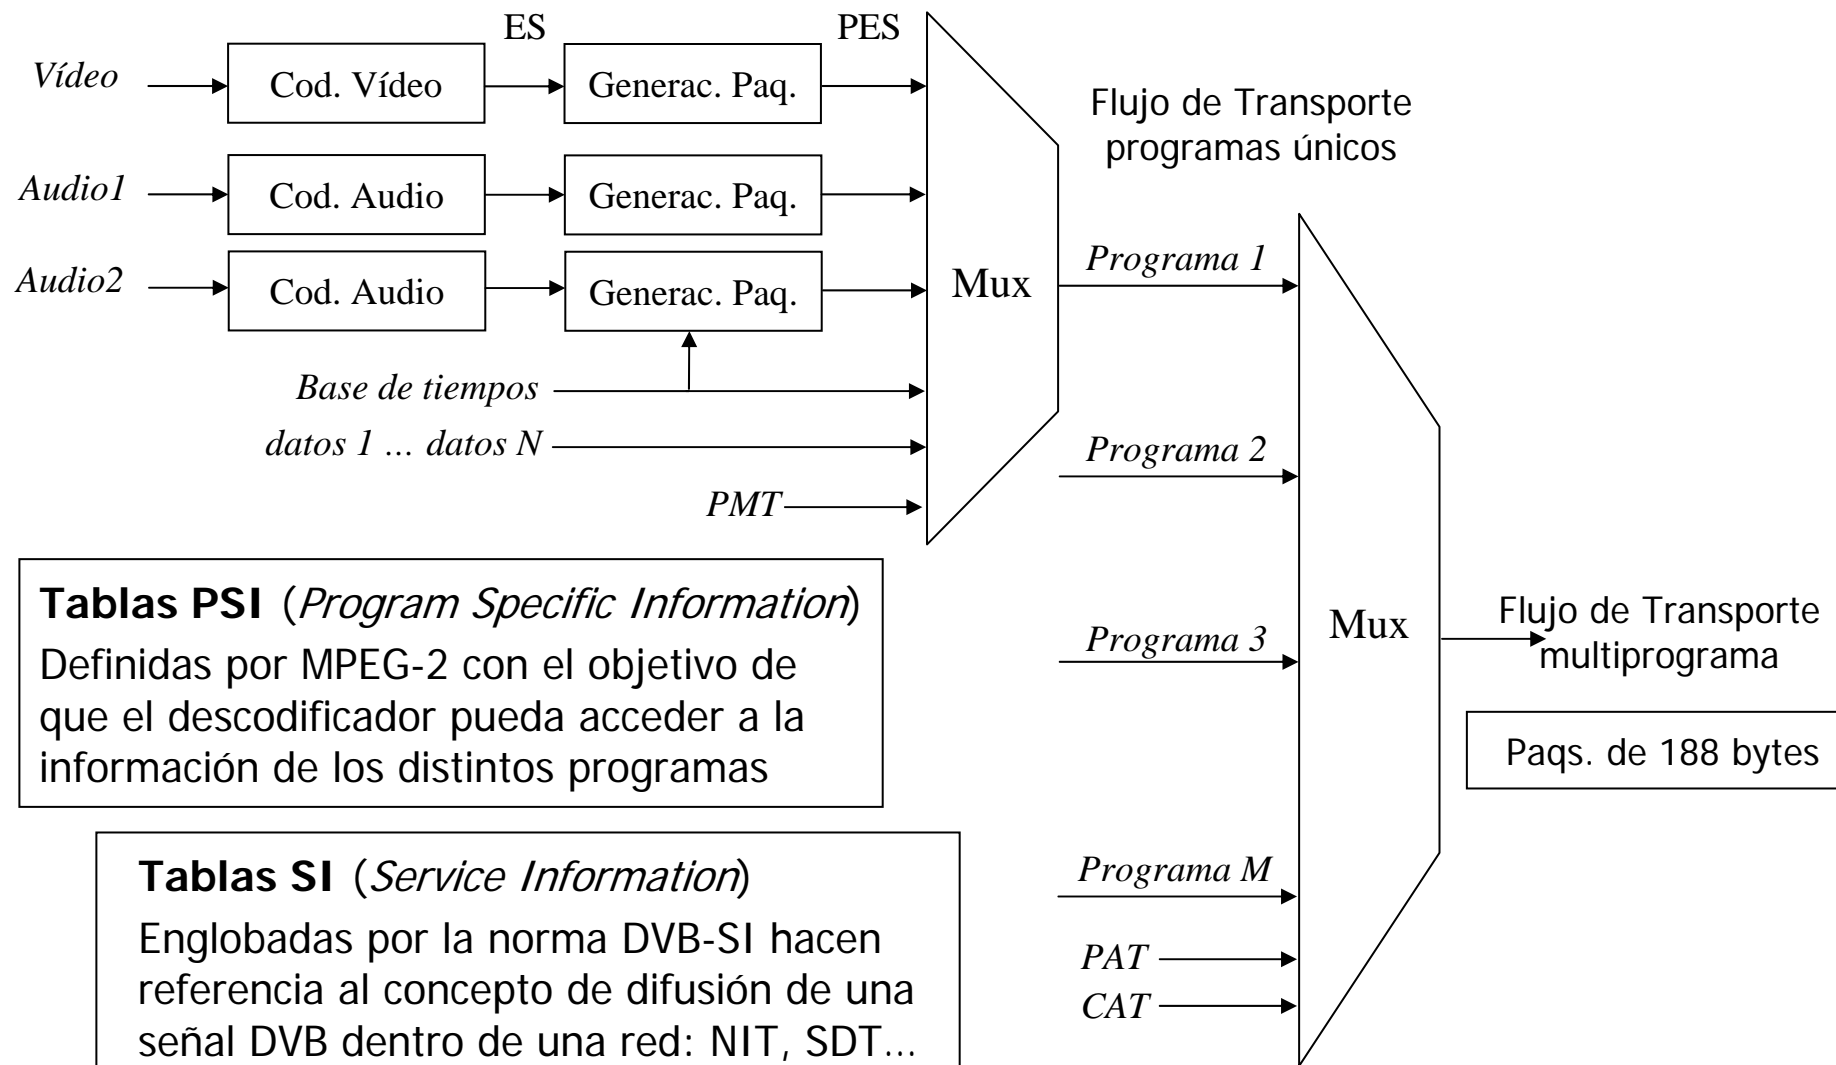 ES
PES
Vídeo
Cod. Vídeo
Generac. Paq.
Flujo de Transporte
programas únicos
Audio1
Cod. Audio
Generac. Paq.
Audio2
Cod. Audio
Generac. Paq.
Mux
Programa 1
Base de tiempos
datos 1 ... datos N
Programa 2
PMT
Tablas PSI (Program Specific Information)
Definidas por MPEG-2 con el objetivo de
que el descodificador pueda acceder a la
información de los distintos programas
Programa 3
Mux
Flujo de Transporte
multiprograma
Paqs. de 188 bytes
Tablas SI (Service Information)
Englobadas por la norma DVB-SI hacen
referencia al concepto de difusión de una
señal DVB dentro de una red: NIT, SDT...
Programa M
PAT
CAT